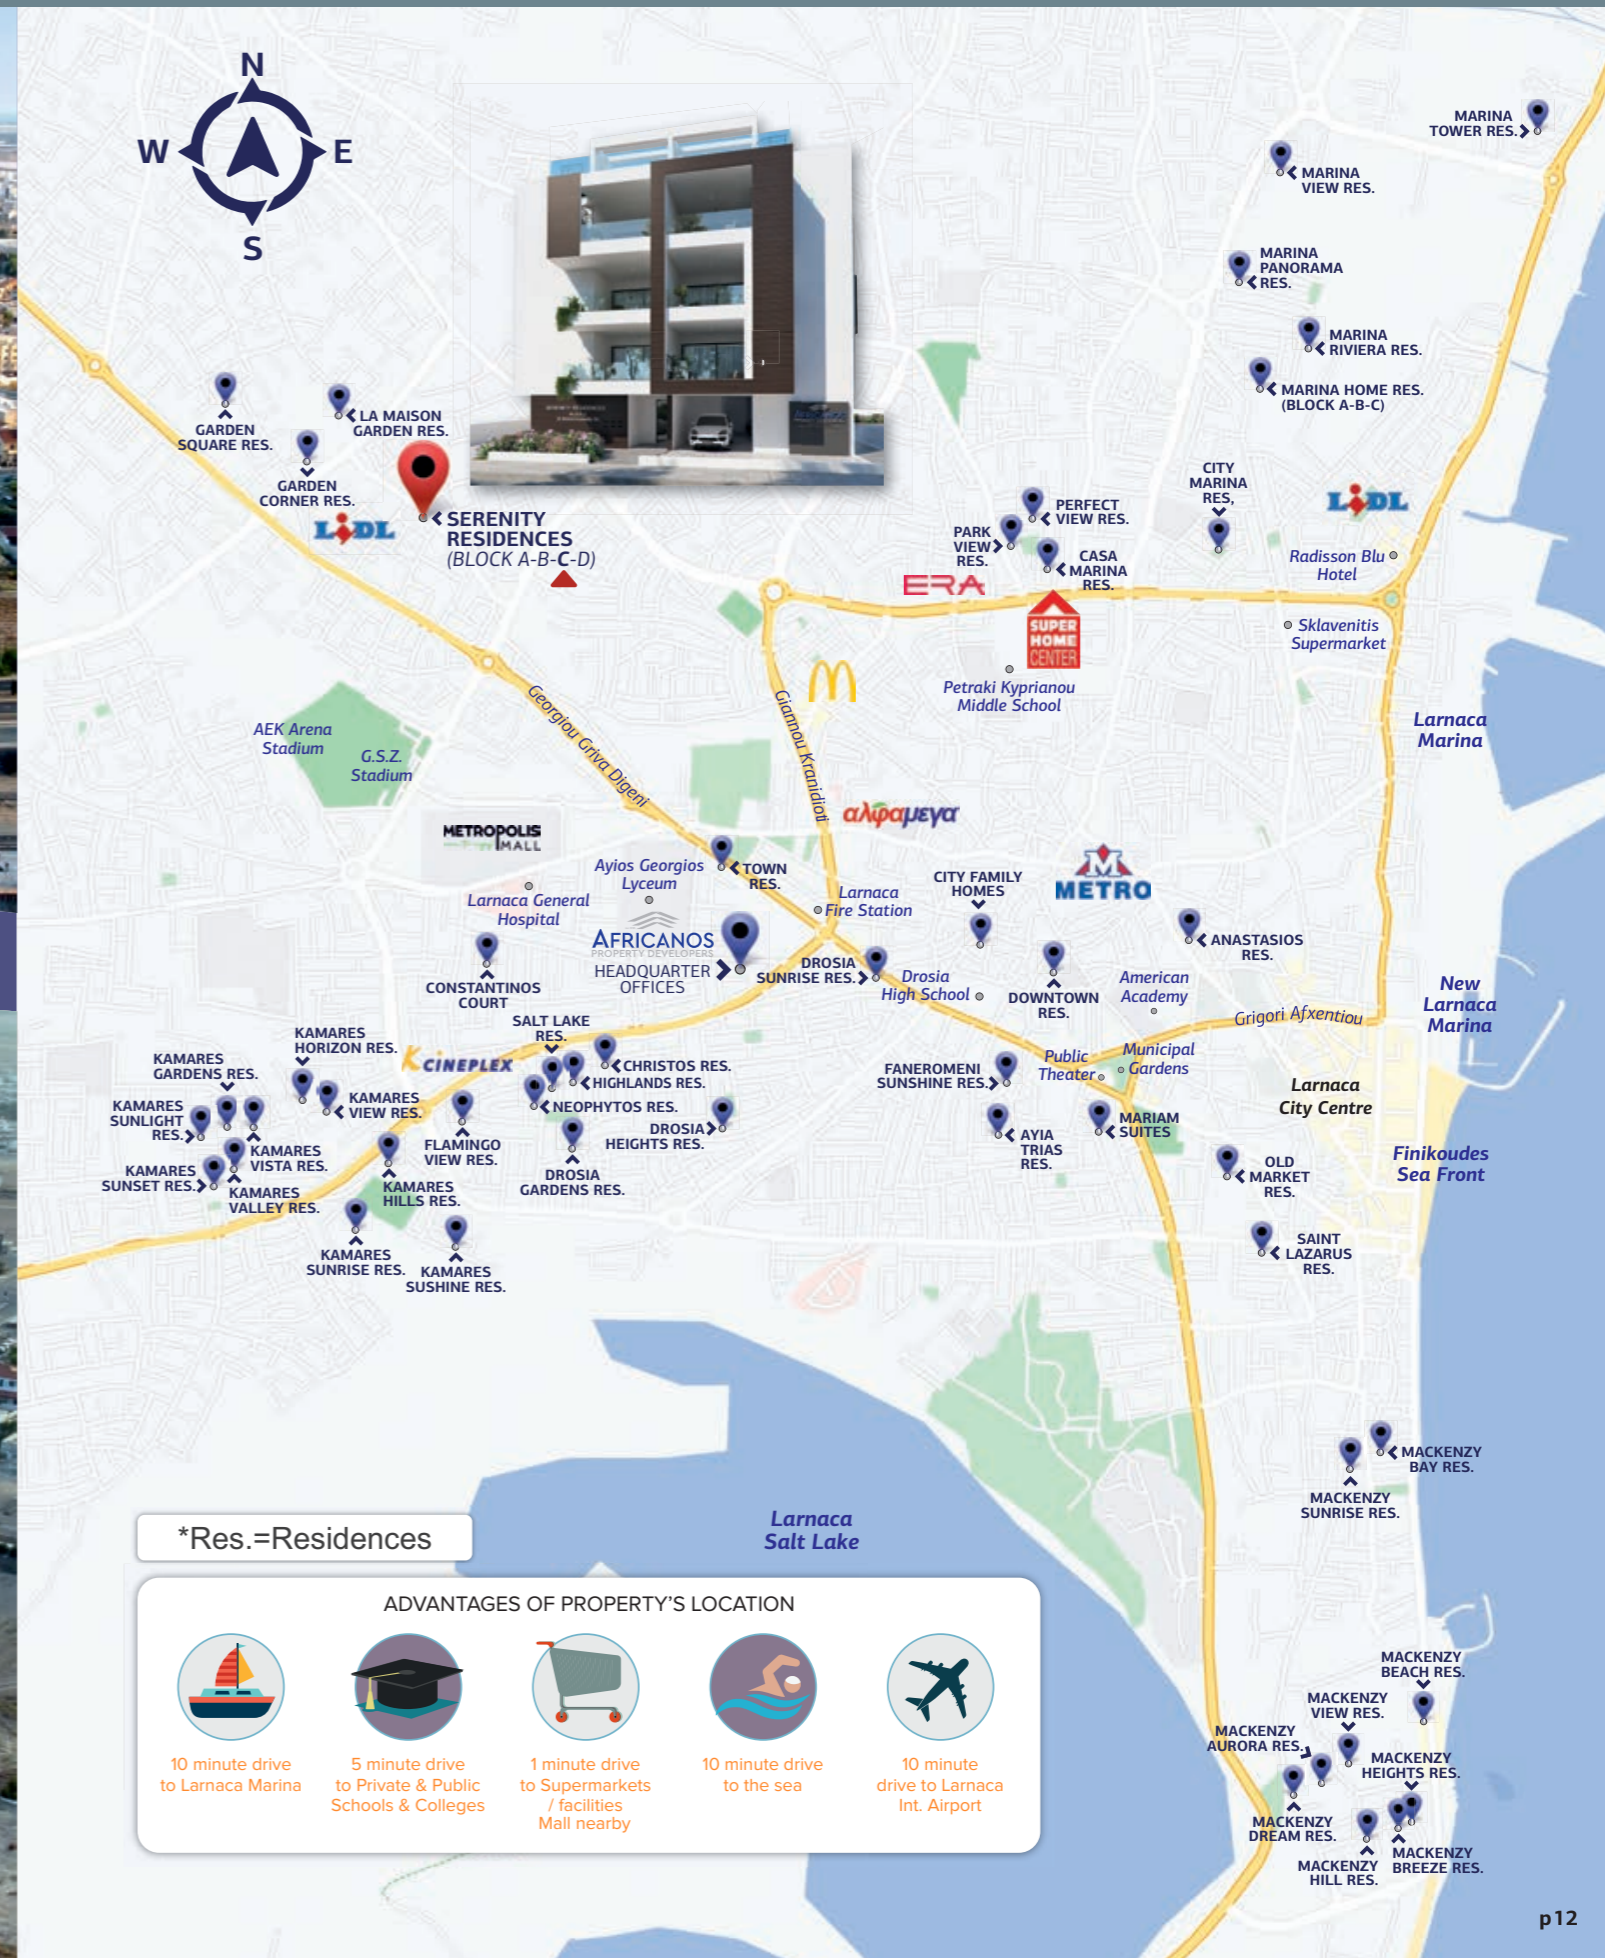 N
W
E
S
MARINA
TOWER RES.
MARINA
VIEW RES.
MARINA
PANORAMA
RES.
MARINA
RIVIERA RES.
MARINA HOME RES.
(BLOCK A-B-C)
GARDEN
SQUARE RES.
LA MAISON
GARDEN RES.
GARDEN
CORNER RES.
LIDL
SERENITY
RESIDENCES
(BLOCK A-B-C-D)
CITY
MARINA
RES,
LIDL
PERFECT
VIEW RES.
PARK
VIEW
RES.
CASA
MARINA
RES.
Radisson Blu
Hotel
ERA
SUPER
HOME
CENTER
Sklavenitis
Supermarket
Petraki Kyprianou
Middle School
Georgiou Griva Digeni
Giannou Kranidioti
AEK Arena
Stadium
G.S.Z.
Stadium
Larnaca
Marina
αλφαμεγα
METROPOLIS
MALL
Ayios Georgios
Lyceum
TOWN
RES.
Larnaca General
Hospital
Larnaca
Fire Station
CITY FAMILY
HOMES
METRO
AFRICANOS
PROPERTY DEVELOPERS
HEADQUARTER
OFFICES
CONSTANTINOS
COURT
DROSIA
SUNRISE RES.
Drosia
High School
DOWNTOWN
RES.
American
Academy
ANASTASIOS
RES.
New
Larnaca
Marina
Grigori Afxentiou
SALT LAKE
RES.
KAMARES
HORIZON RES.
K CINEPLEX
CHRISTOS RES.
HIGHLANDS RES.
NEOPHYTOS RES.
KAMARES
GARDENS RES.
KAMARES
SUNLIGHT
RES.
KAMARES
VIEW RES.
KAMARES
VISTA RES.
KAMARES
SUNSET RES.
KAMARES
VALLEY RES.
KAMARES
HILLS RES.
FLAMINGO
VIEW RES.
DROSIA
HEIGHTS RES.
DROSIA
GARDENS RES.
KAMARES
SUNRISE RES.
KAMARES
SUSHINE RES.
FANEROMENI
SUNSHINE RES.
Public
Theater
Municipal
Gardens
AYIA
TRIAS
RES.
MARIAM
SUITES
Larnaca
City Centre
OLD
MARKET
RES.
Finikoudes
Sea Front
SAINT
LAZARUS
RES.
MACKENZY
BAY RES.
MACKENZY
SUNRISE RES.
Larnaca
Salt Lake
*Res.=Residences
ADVANTAGES OF PROPERTY'S LOCATION
10 minute drive
to Larnaca Marina
5 minute drive
to Private & Public
Schools & Colleges
1 minute drive
to Supermarkets
/ facilities
Mall nearby
10 minute drive
to the sea
10 minute
drive to Larnaca
Int. Airport
MACKENZY
BEACH RES.
MACKENZY
VIEW RES.
MACKENZY
AURORA RES.
MACKENZY
HEIGHTS RES.
MACKENZY
DREAM RES.
MACKENZY
HILL RES.
MACKENZY
BREEZE RES.
p12